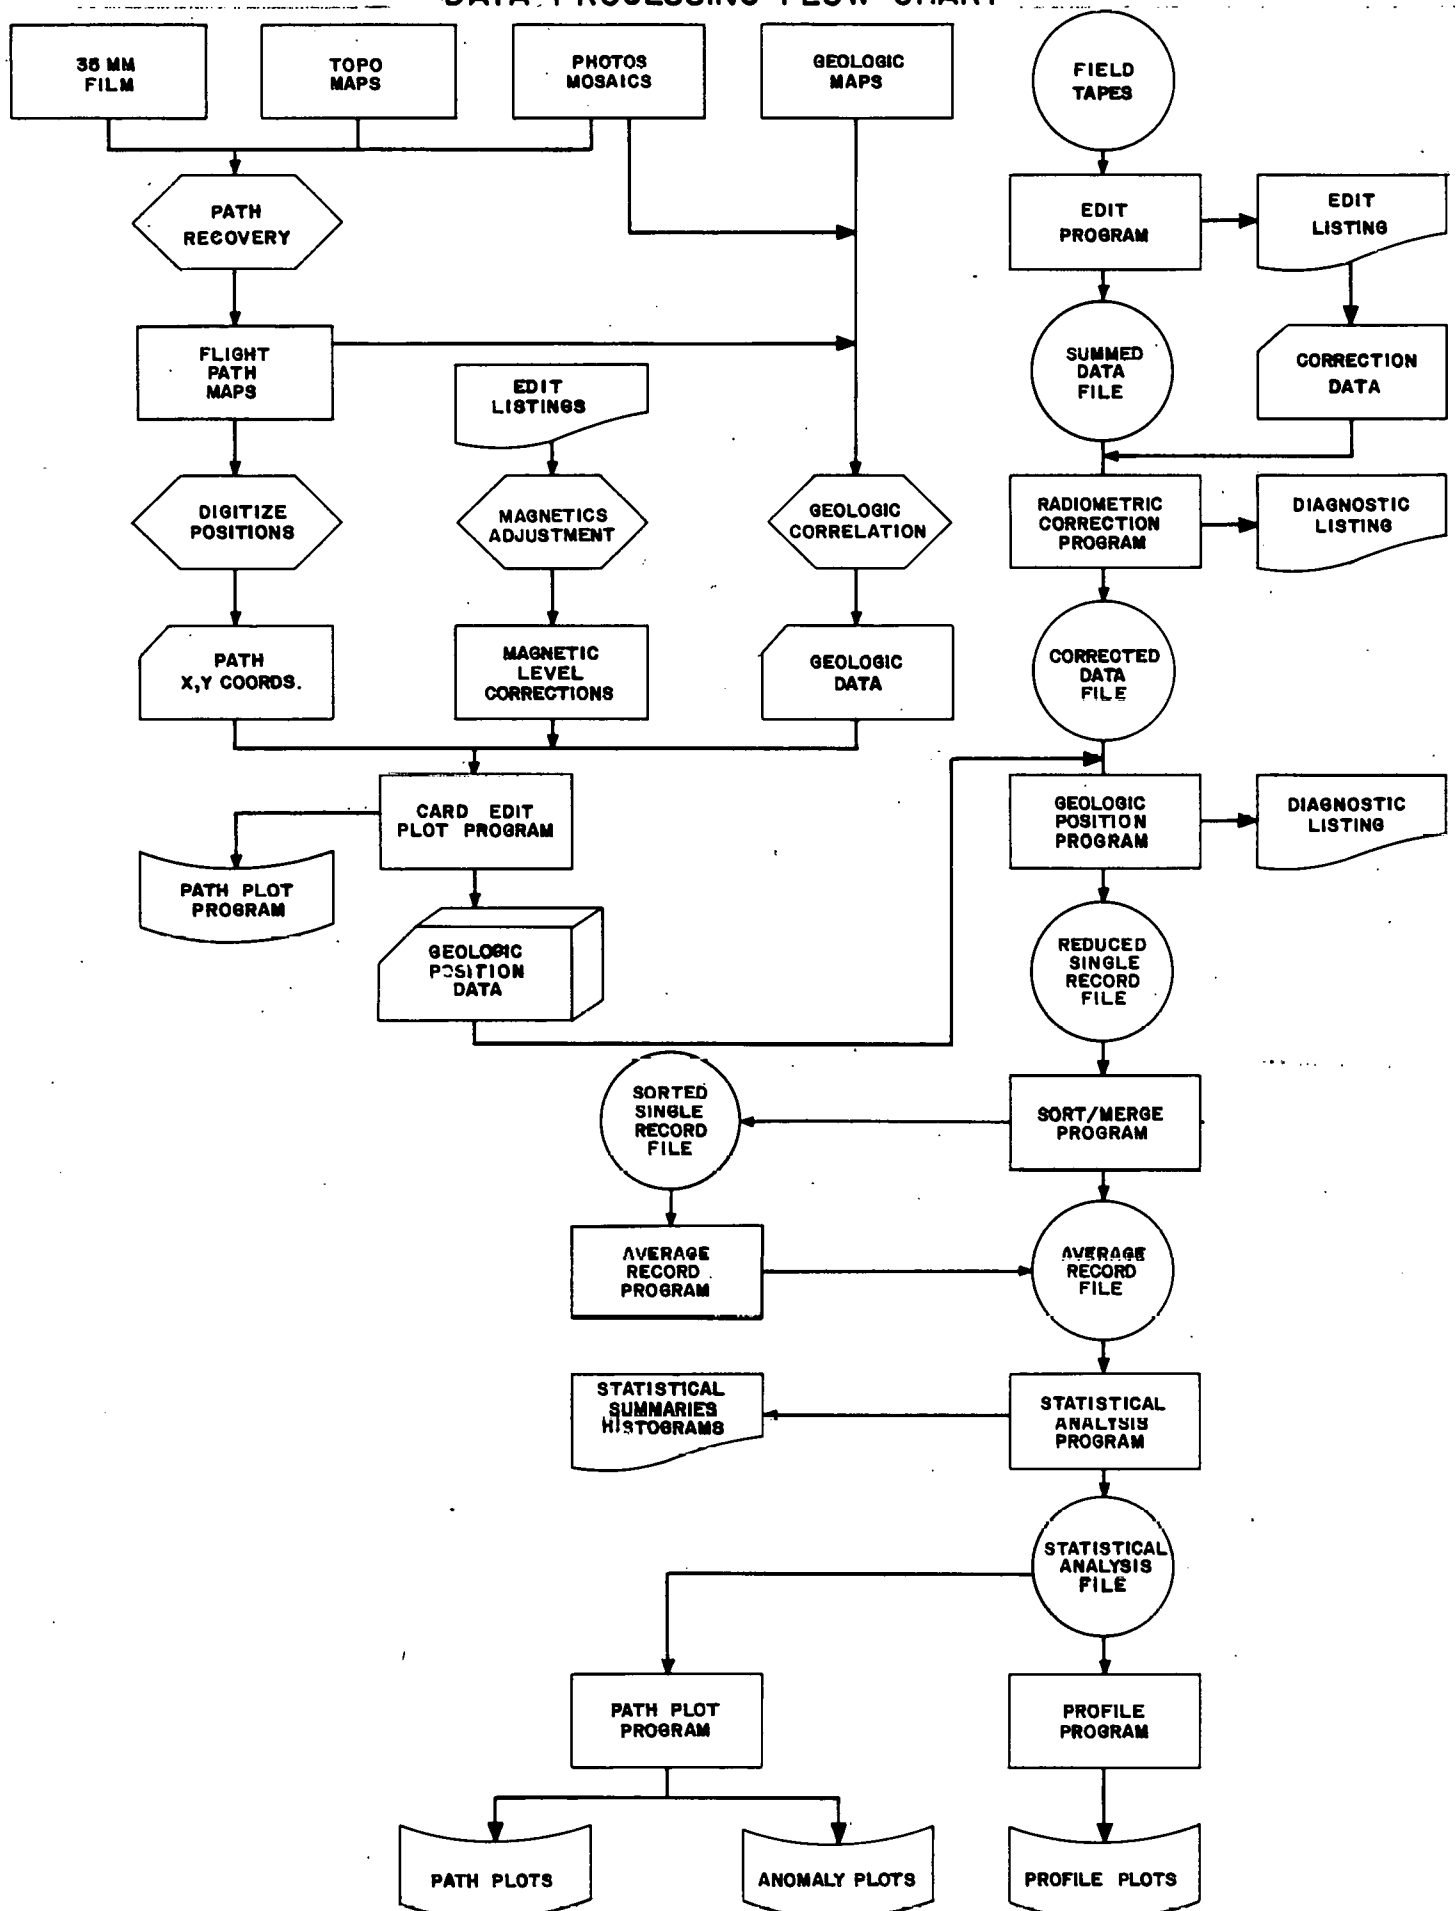 DATA PROCESSING FLOW CHART
35 MM
FILM
TOPO
MAPS
PHOTOS
MOSAICS
GEOLOGIC
MAPS
FIELD
TAPES
PATH
RECOVERY
EDIT
PROGRAM
EDIT
LISTING
FLIGHT
PATH
MAPS
EDIT
LISTINGS
SUMMED
DATA
FILE
CORRECTION
DATA
DIGITIZE
POSITIONS
MAGNETICS
ADJUSTMENT
GEOLOGIC
CORRELATION
RADIOMETRIC
CORRECTION
PROGRAM
DIAGNOSTIC
LISTING
PATH
X,Y COORDS.
MAGNETIC
LEVEL
CORRECTIONS
GEOLOGIC
DATA
CORRECTED
DATA
FILE
CARD EDIT
PLOT PROGRAM
GEOLOGIC
POSITION
PROGRAM
DIAGNOSTIC
LISTING
PATH PLOT
PROGRAM
GEOLOGIC
POSITION
DATA
REDUCED
SINGLE
RECORD
FILE
SORTED
SINGLE
RECORD
FILE
SORT/MERGE
PROGRAM
AVERAGE
RECORD
PROGRAM
AVERAGE
RECORD
FILE
STATISTICAL
SUMMARIES
HISTOGRAMS
STATISTICAL
ANALYSIS
PROGRAM
STATISTICAL
ANALYSIS
FILE
PATH PLOT
PROGRAM
PROFILE
PROGRAM
PATH PLOTS
ANOMALY PLOTS
PROFILE PLOTS